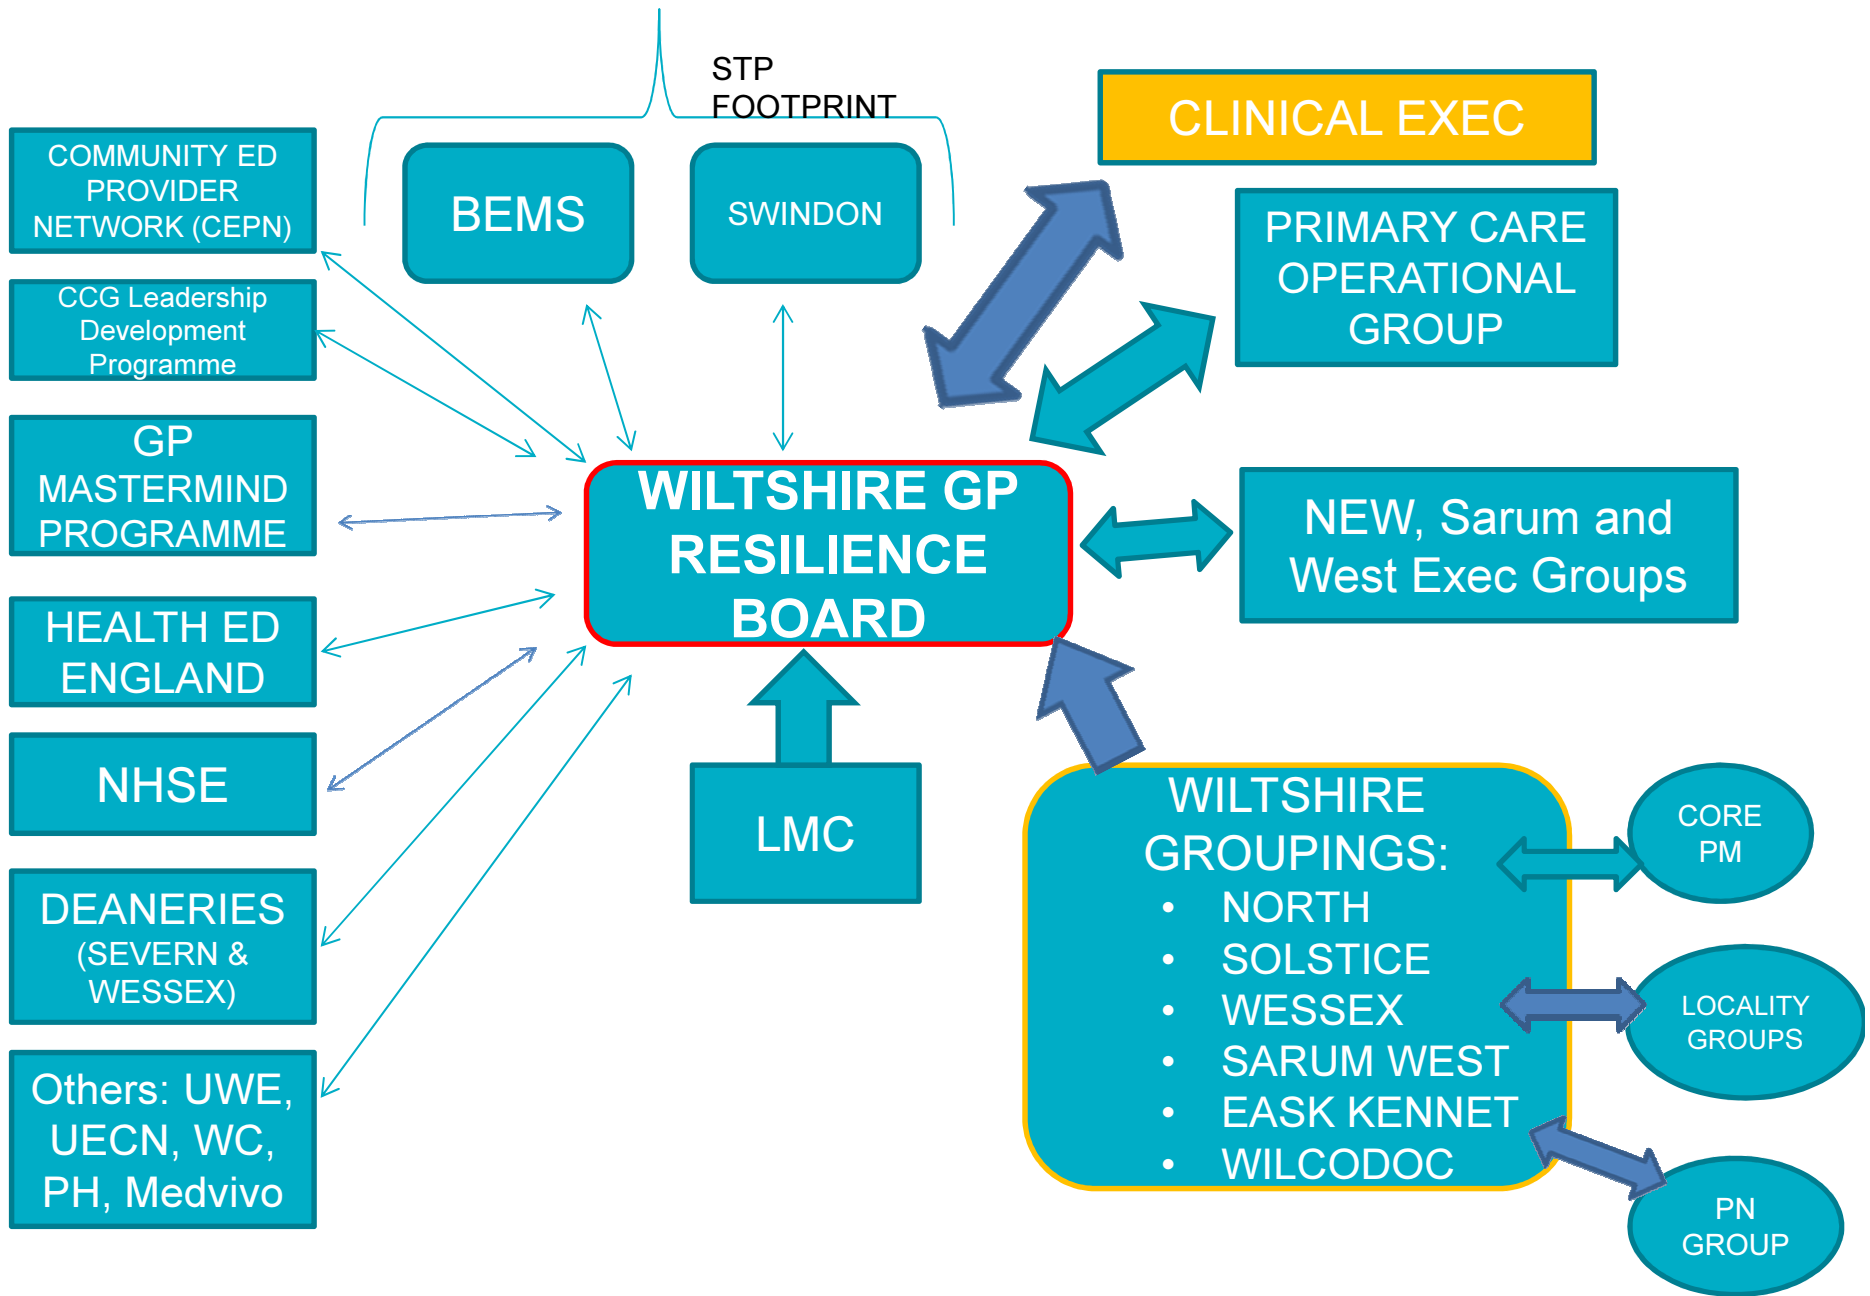 STP
FOOTPRINT
CLINICAL EXEC
COMMUNITY ED
PROVIDER
NETWORK (CEPN)
BEMS
SWINDON
PRIMARY CARE
OPERATIONAL
GROUP
CCG Leadership
Development
Programme
GP
MASTERMIND
PROGRAMME
WILTSHIRE GP
RESILIENCE
BOARD
NEW, Sarum and
West Exec Groups
HEALTH ED
ENGLAND
NHSE
LMC
DEANERIES
(SEVERN &
WESSEX)
Others: UWE,
UECN, WC,
PH, Medvivo
WILTSHIRE
GROUPINGS:
• NORTH
• SOLSTICE
• WESSEX
• SARUM WEST
• EASK KENNET
• WILCODOC
CORE
PM
LOCALITY
GROUPS
PN
GROUP